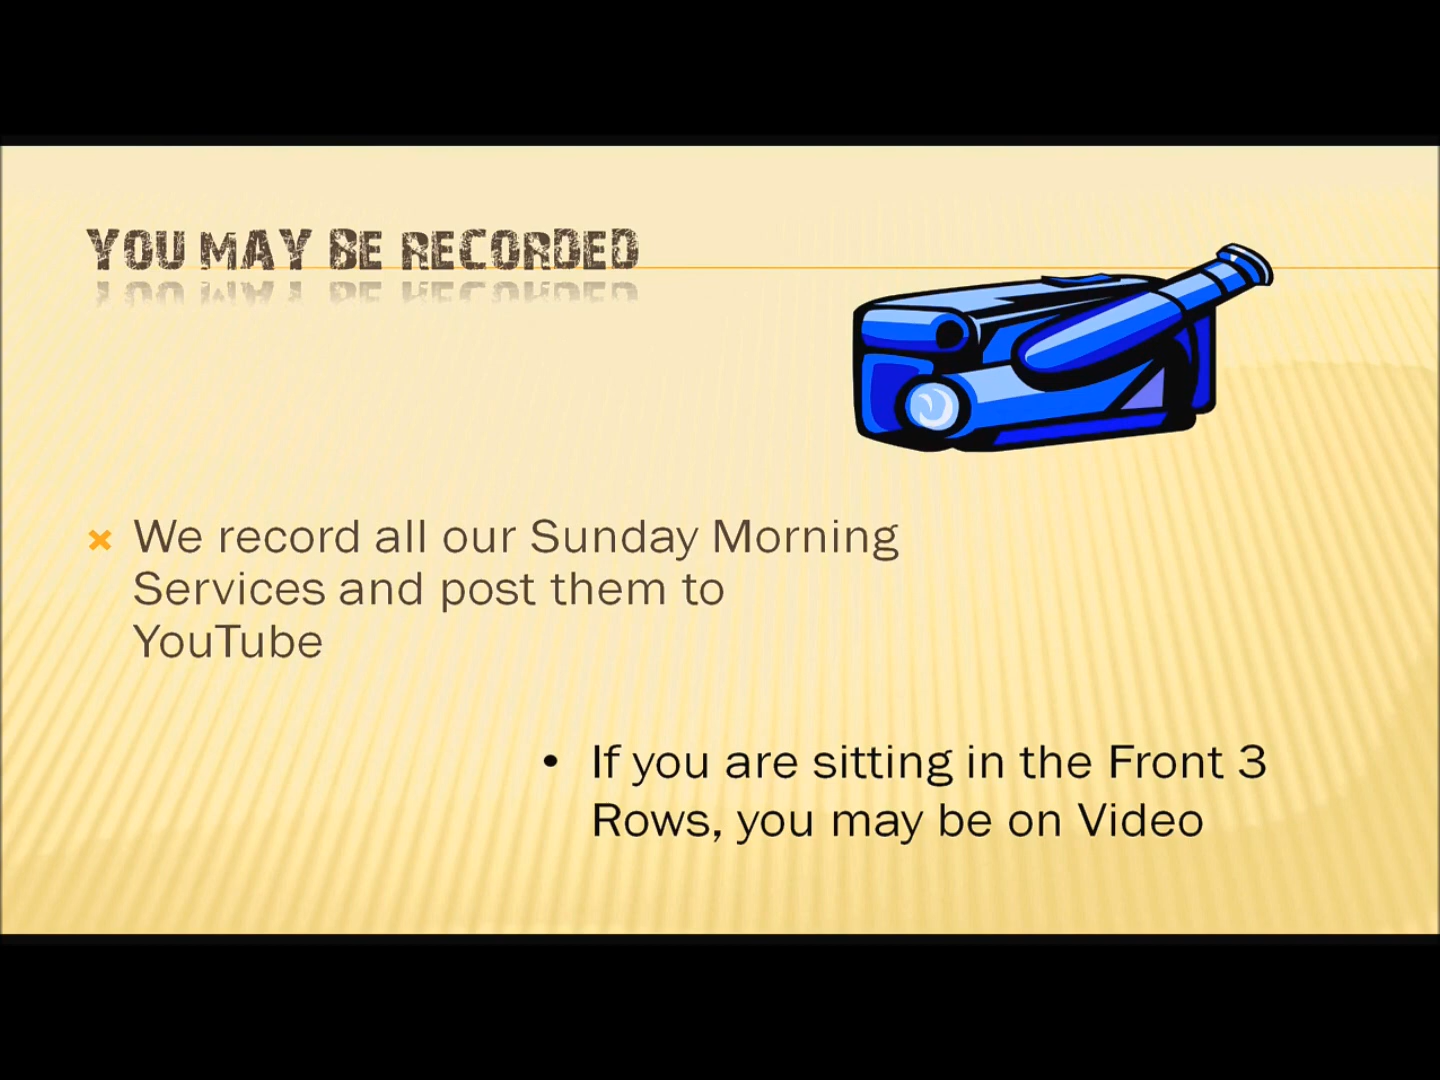 YOU MAY BE RECORDED
We record all our Sunday Morning
Services and post them to
YouTube
• If you are sitting in the Front 3
Rows, you may be on Video